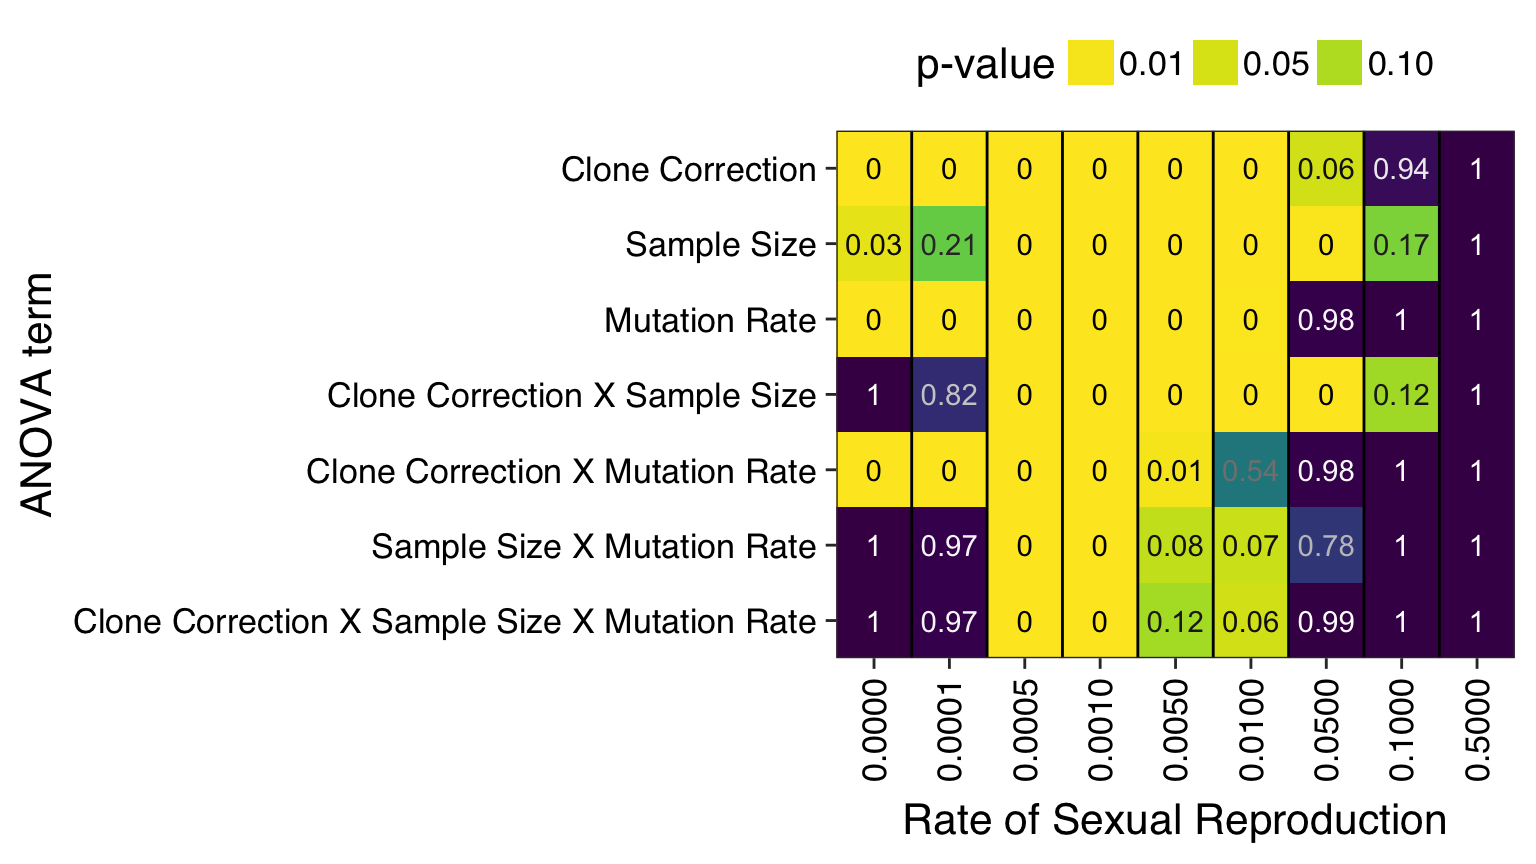 p-value 0.01 0.05 0.10
ANOVA term
Clone Correction 0 0 0 0 0 0 0.06 0.94 1
Sample Size 0.03 0.21 0 0 0 0 0 0.17 1
Mutation Rate 0 0 0 0 0 0 0.98 1 1
Clone Correction X Sample Size 1 0.82 0 0 0 0 0 0.12 1
Clone Correction X Mutation Rate 0 0 0 0 0.01 0.54 0.98 1 1
Sample Size X Mutation Rate 1 0.97 0 0 0.08 0.07 0.78 1 1
Clone Correction X Sample Size X Mutation Rate 1 0.97 0 0 0.12 0.06 0.99 1 1
0.0000 0.0001 0.0005 0.0010 0.0050 0.0100 0.0500 0.1000 0.5000
Rate of Sexual Reproduction